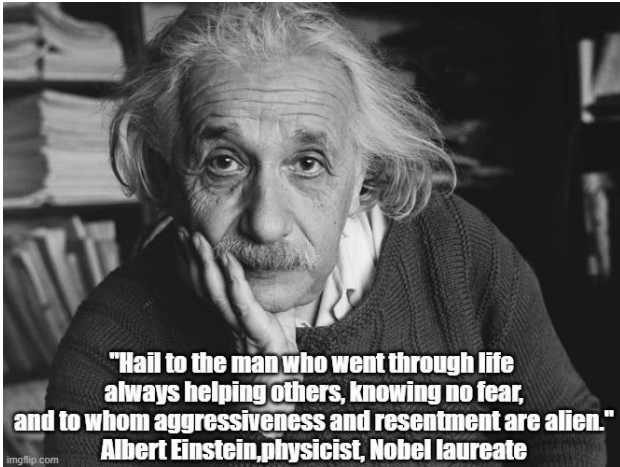 "Hail to the man who went through life
always helping others, knowing no fear,
and to whom aggressiveness and resentment are alien."
Albert Einstein,physicist, Nobel laureate
imgflip.com